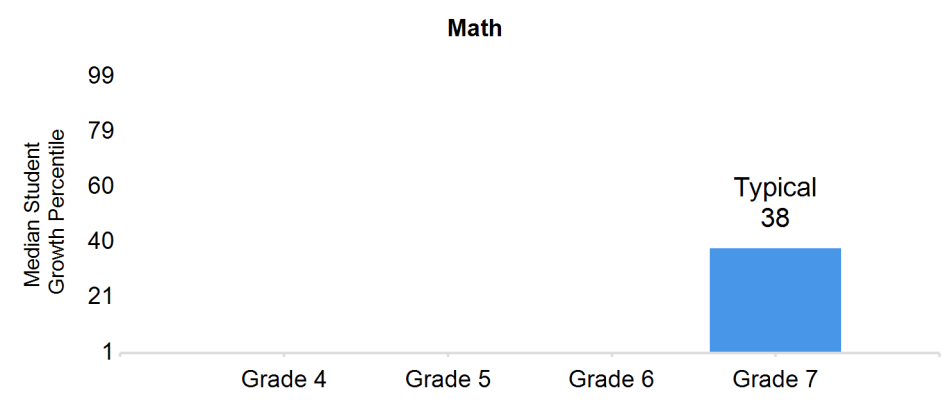 Math
Median Student
Growth Percentile
99
79
60
40
21
1
Typical
38
Grade 4 Grade 5 Grade 6 Grade 7